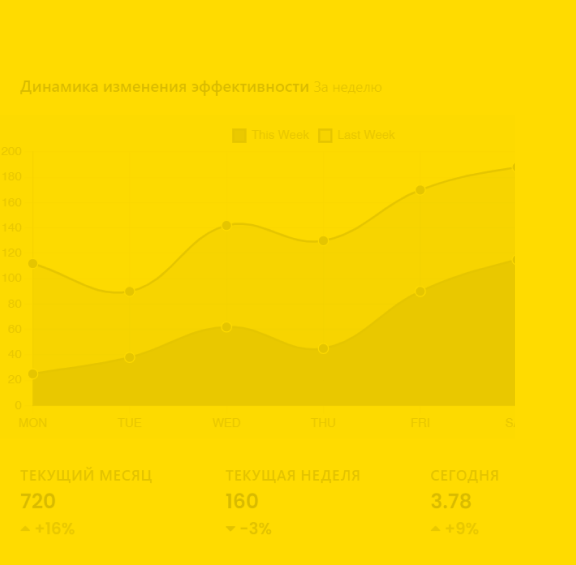 Динамика изменения эффективности За неделю
This Week Last Week
200
180
160
140
120
100
80
60
40
20
0
MON TUE WED THU FRI
ТЕКУЩИЙ МЕСЯЦ ТЕКУЩАЯ НЕДЕЛЯ СЕГОДНЯ
720 160 3.78
+16% -3% +9%